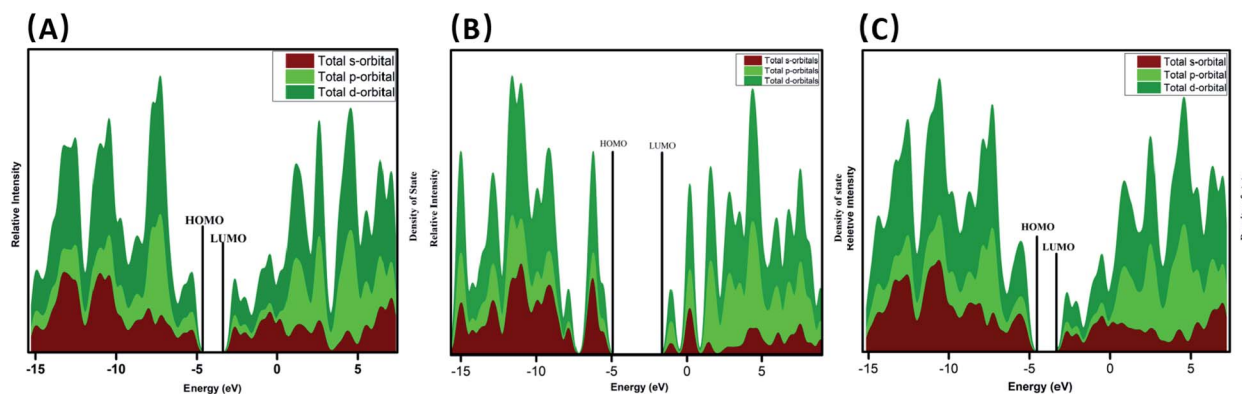 (A)
Total s-orbital
Total p-orbital
Total d-orbital
HOMO
LUMO
Relative Intensity
Density of State
-15
-10
-5
0
5
Energy (eV)
(B)
Total s-orbitals
Total p-orbitals
Total d-orbitals
HOMO
LUMO
Relative Intensity
Density of state
-15
-10
-5
0
5
Energy (eV)
(C)
Total s-orbital
Total p-orbital
Total d-orbital
HOMO
LUMO
Reletive Intensity
-15
-10
-5
0
5
Energy (eV)